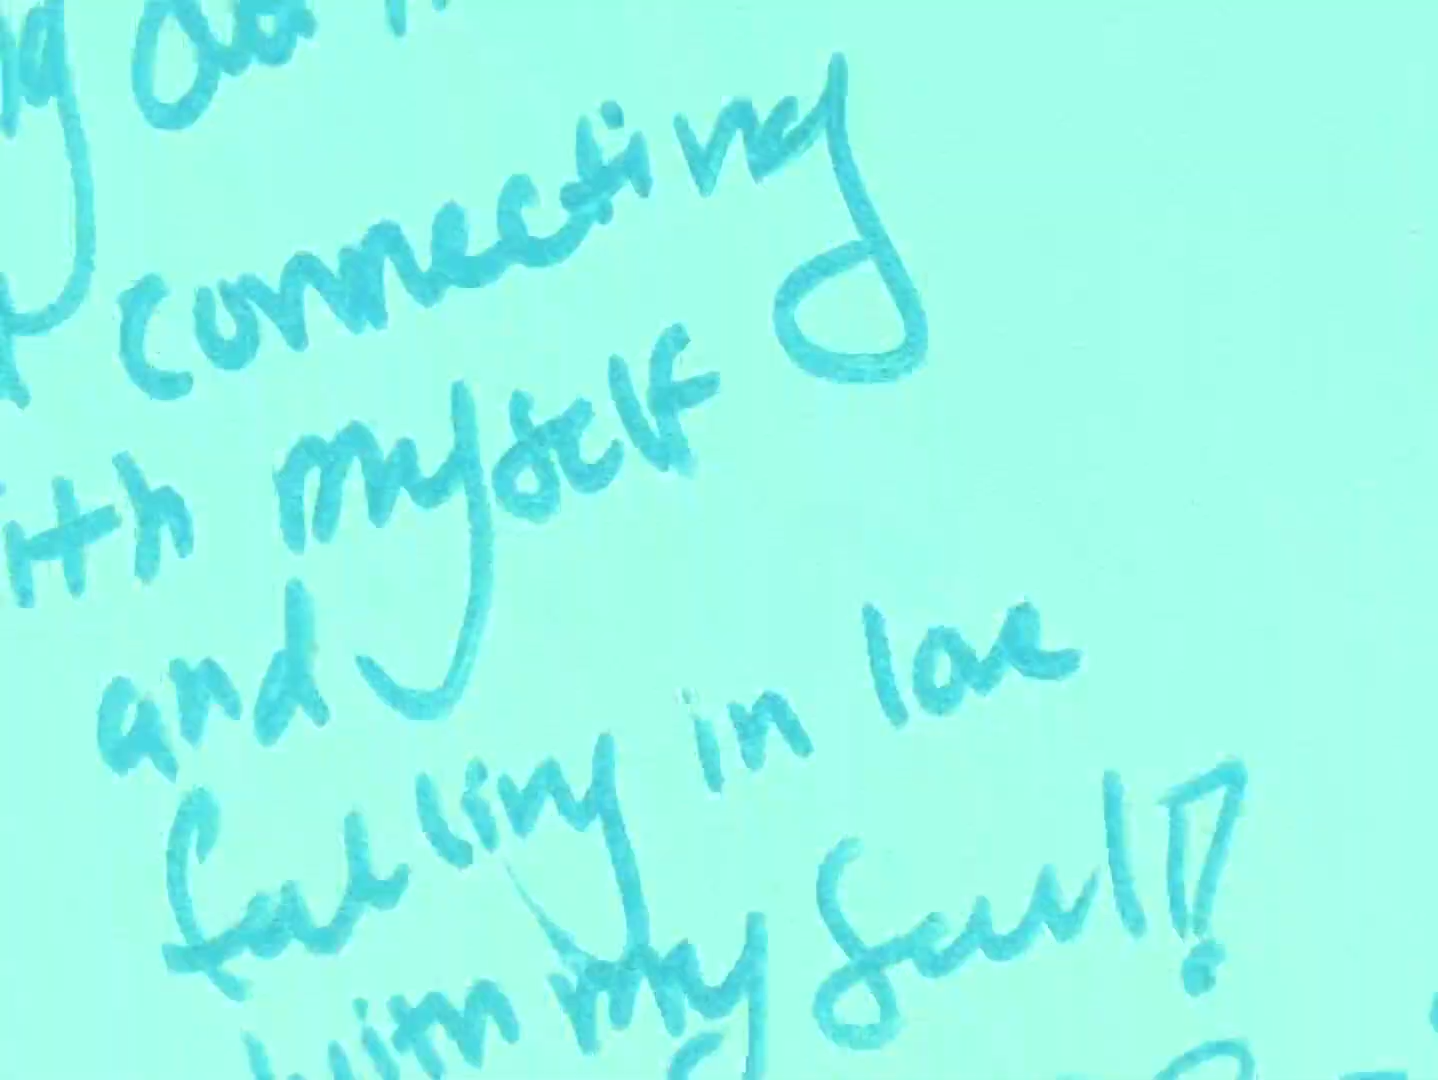 connecting
ith myself
and
falling in love
with my soul!